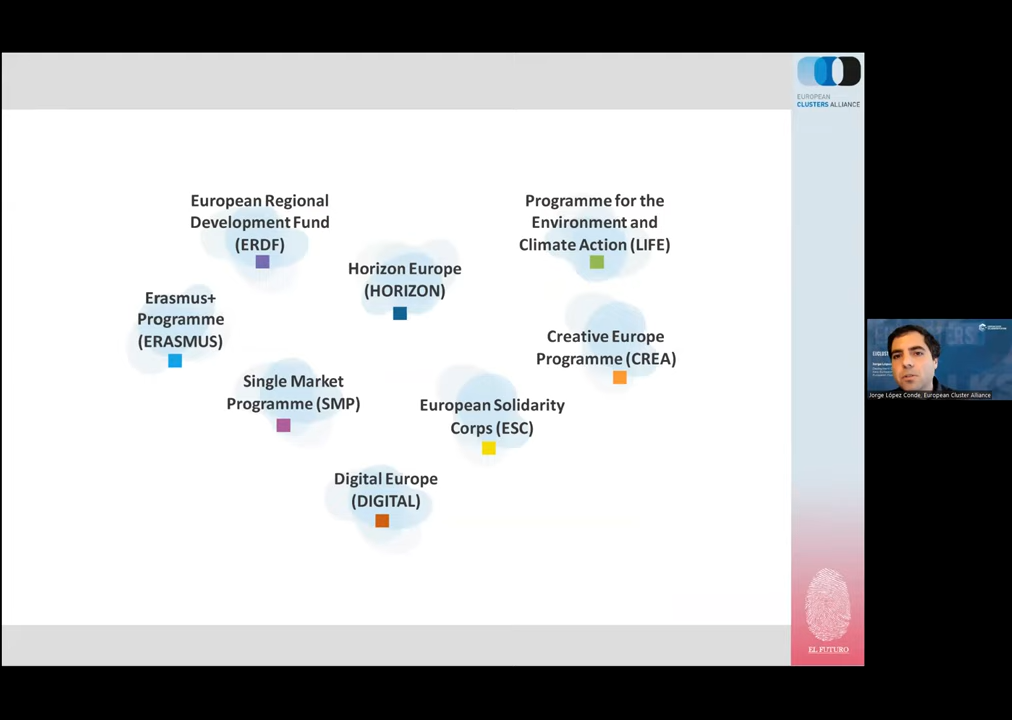 EUROPEAN
CLUSTERS ALLIANCE
European Regional
Development Fund
(ERDF)
Programme for the
Environment and
Climate Action (LIFE)
Horizon Europe
(HORIZON)
Erasmus+
Programme
(ERASMUS)
Creative Europe
Programme (CREA)
Single Market
Programme (SMP)
European Solidarity
Corps (ESC)
Digital Europe
(DIGITAL)
EL FUTURO
Jorge López Conde, European Cluster Alliance